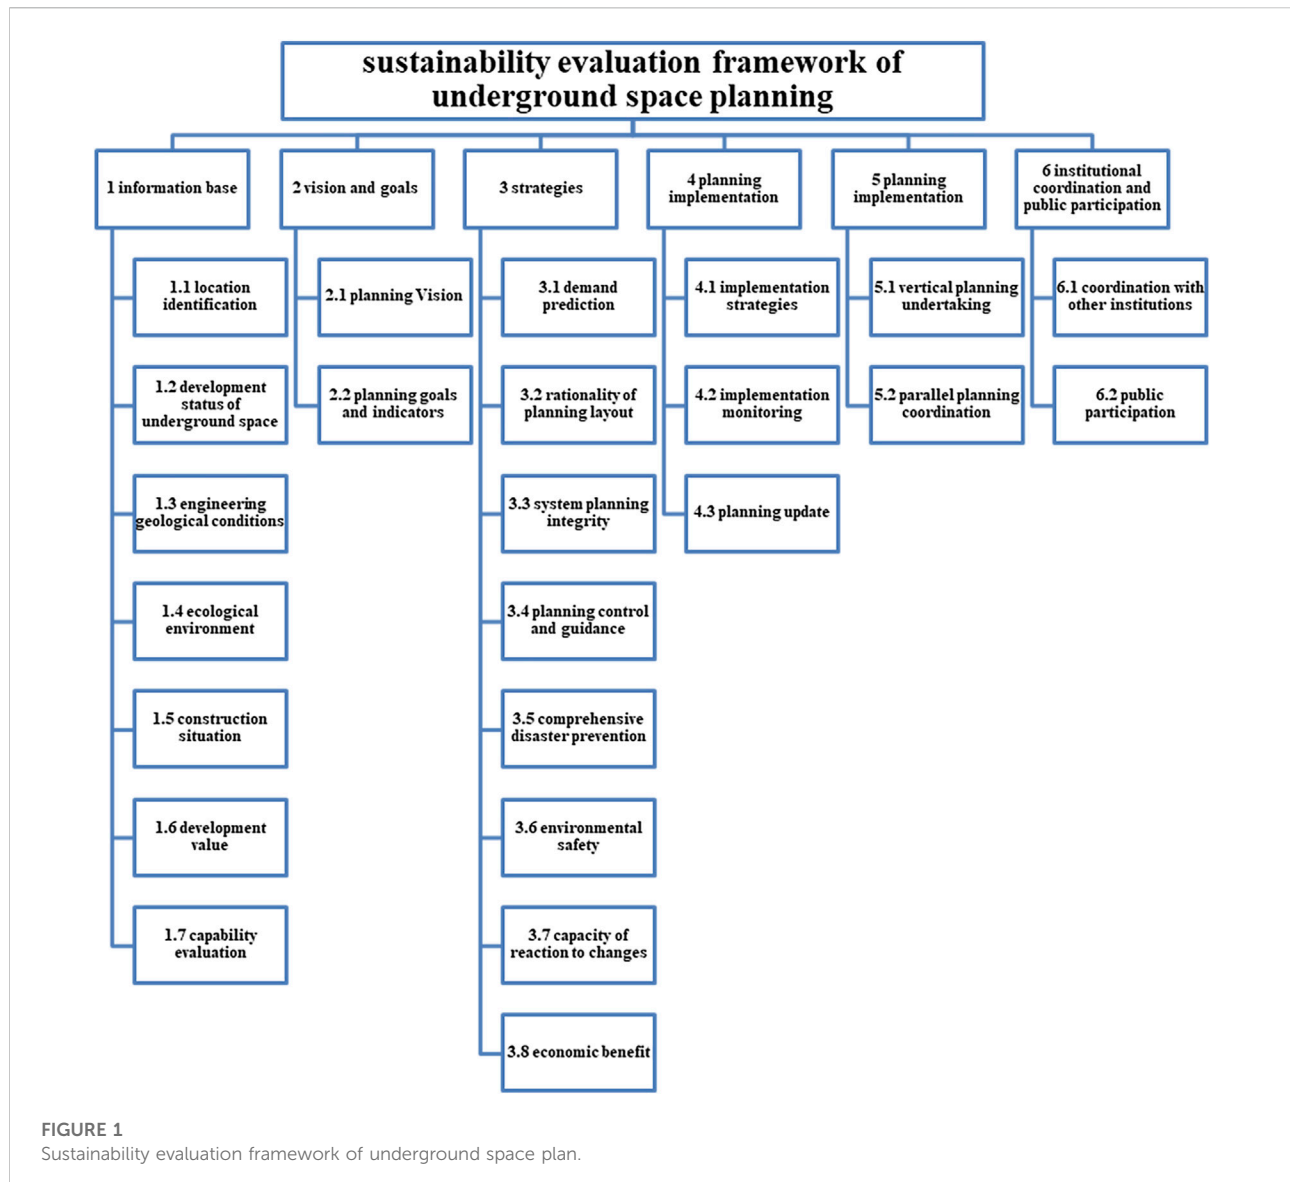 sustainability evaluation framework of
underground space planning
1 information base
2 vision and goals
3 strategies
4 planning
implementation
5 planning
implementation
6 institutional
coordination and
public participation
1.1 location
identification
1.2 development
status of
underground space
1.3 engineering
geological conditions
1.4 ecological
environment
1.5 construction
situation
1.6 development
value
1.7 capability
evaluation
2.1 planning Vision
2.2 planning goals
and indicators
3.1 demand
prediction
3.2 rationality of
planning layout
3.3 system planning
integrity
3.4 planning control
and guidance
3.5 comprehensive
disaster prevention
3.6 environmental
safety
3.7 capacity of
reaction to changes
3.8 economic benefit
4.1 implementation
strategies
4.2 implementation
monitoring
4.3 planning update
5.1 vertical planning
undertaking
5.2 parallel planning
coordination
6.1 coordination with
other institutions
6.2 public
participation
FIGURE 1
Sustainability evaluation framework of underground space plan.